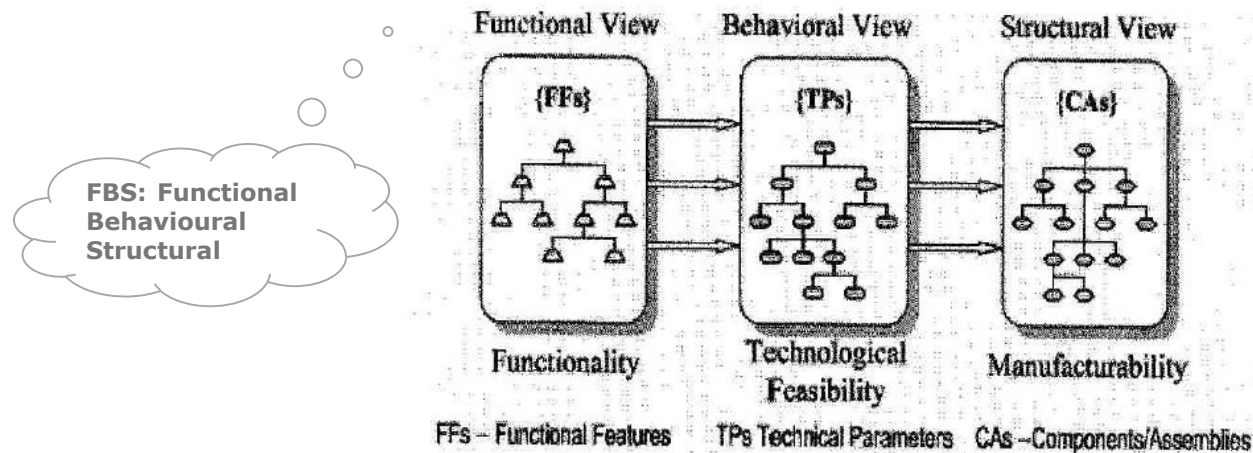 Functional View
Behavioral View
Structural View
{FFs}
{TPs}
{CAs}
FBS: Functional
Behavioural
Structural
Functionality
Technological
Feasibility
Manufacturability
FFs – Functional Features
TPs Technical Parameters
CAs –Components/Assemblies